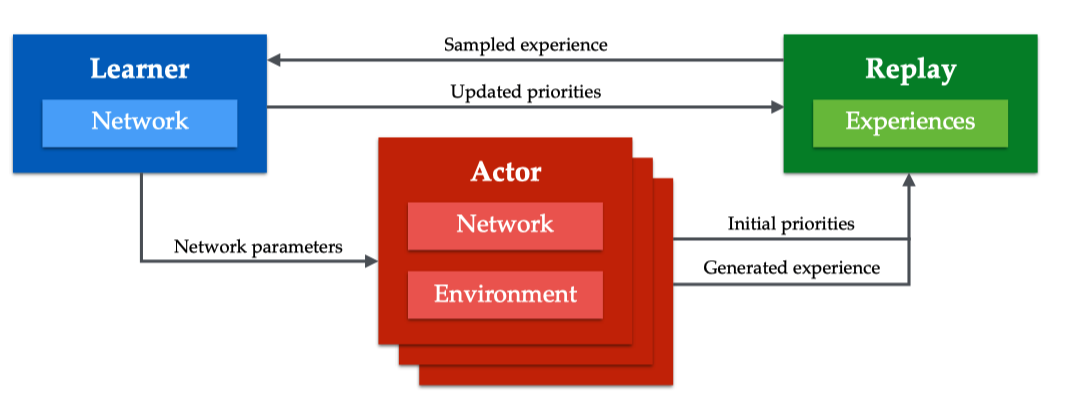 Sampled experience
Learner
Replay
Updated priorities
Network
Experiences
Actor
Network
Initial priorities
Network parameters
Generated experience
Environment